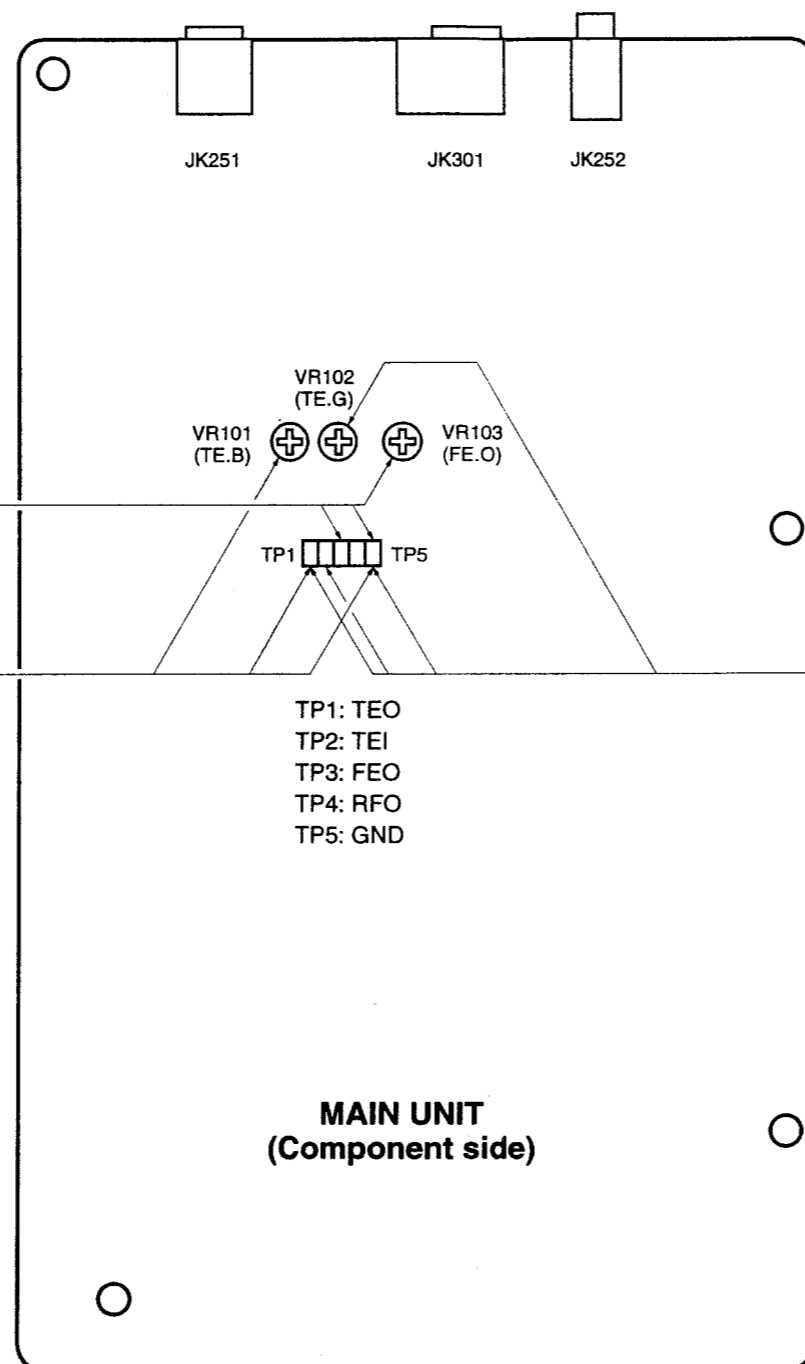 JK251
JK301
JK252
VR102
(TE.G)
VR101
(TE.B)
VR103
(FE.O)
TP1
TP5
TP1: TEO
TP2: TEI
TP3: FEO
TP4: RFO
TP5: GND
MAIN UNIT
(Component side)